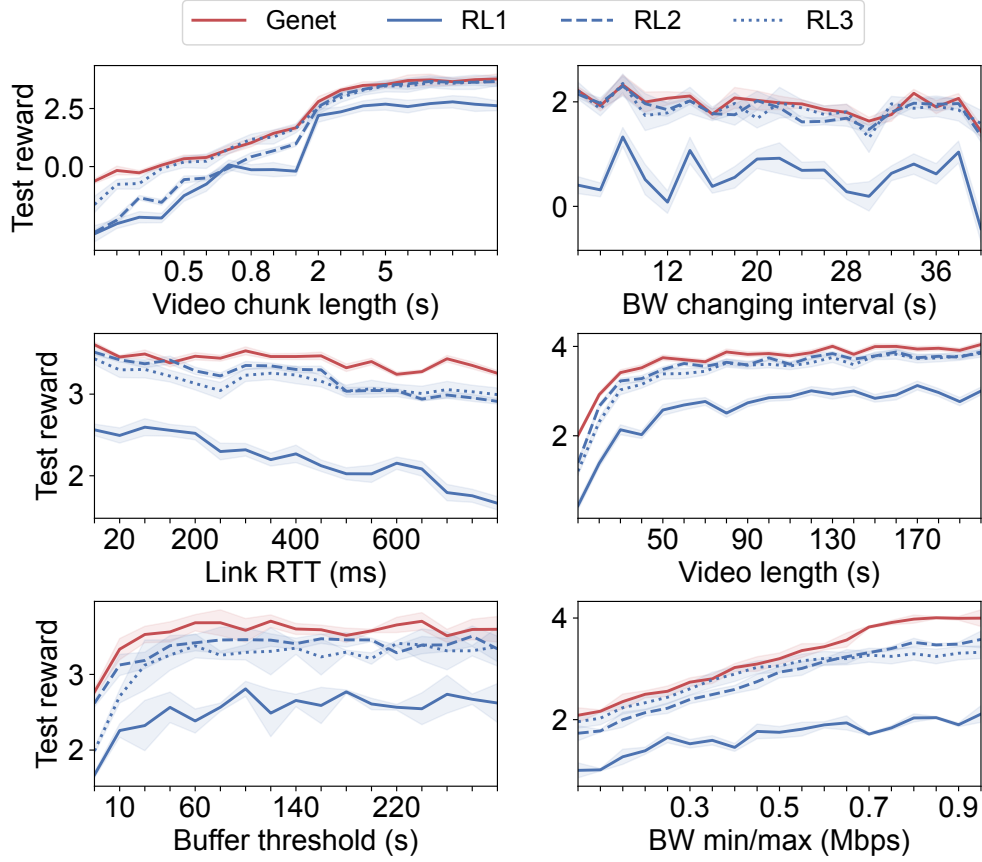 Genet RL1 RL2 RL3
Test reward
2.5
0.0
0.5 0.8 2 5
Video chunk length (s)
2
0
12 20 28 36
BW changing interval (s)
Test reward
3
2
20 200 400 600
Link RTT (ms)
4
2
50 90 130 170
Video length (s)
Test reward
3
2
10 60 140 220
Buffer threshold (s)
4
2
0.3 0.5 0.7 0.9
BW min/max (Mbps)